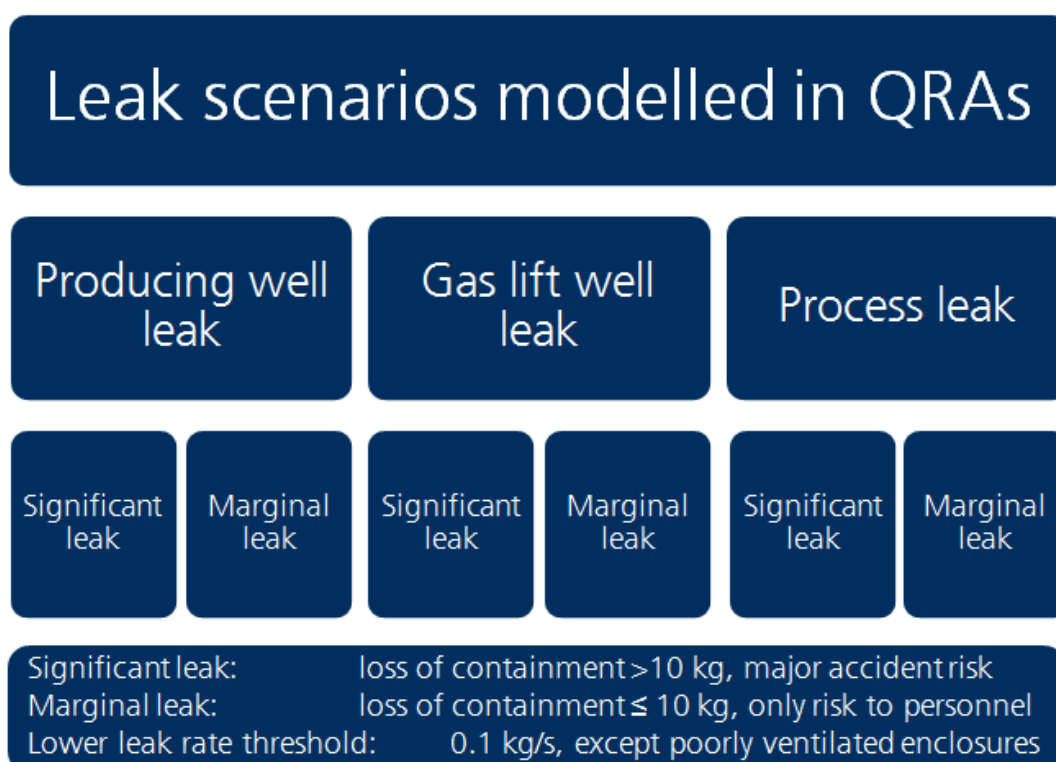 Leak scenarios modelled in QRAs
Producing well
leak
Gas lift well
leak
Process leak
Significant
leak
Marginal
leak
Significant
leak
Marginal
leak
Significant
leak
Marginal
leak
Significant leak: loss of containment >10 kg, major accident risk
Marginal leak: loss of containment ≤ 10 kg, only risk to personnel
Lower leak rate threshold: 0.1 kg/s, except poorly ventilated enclosures